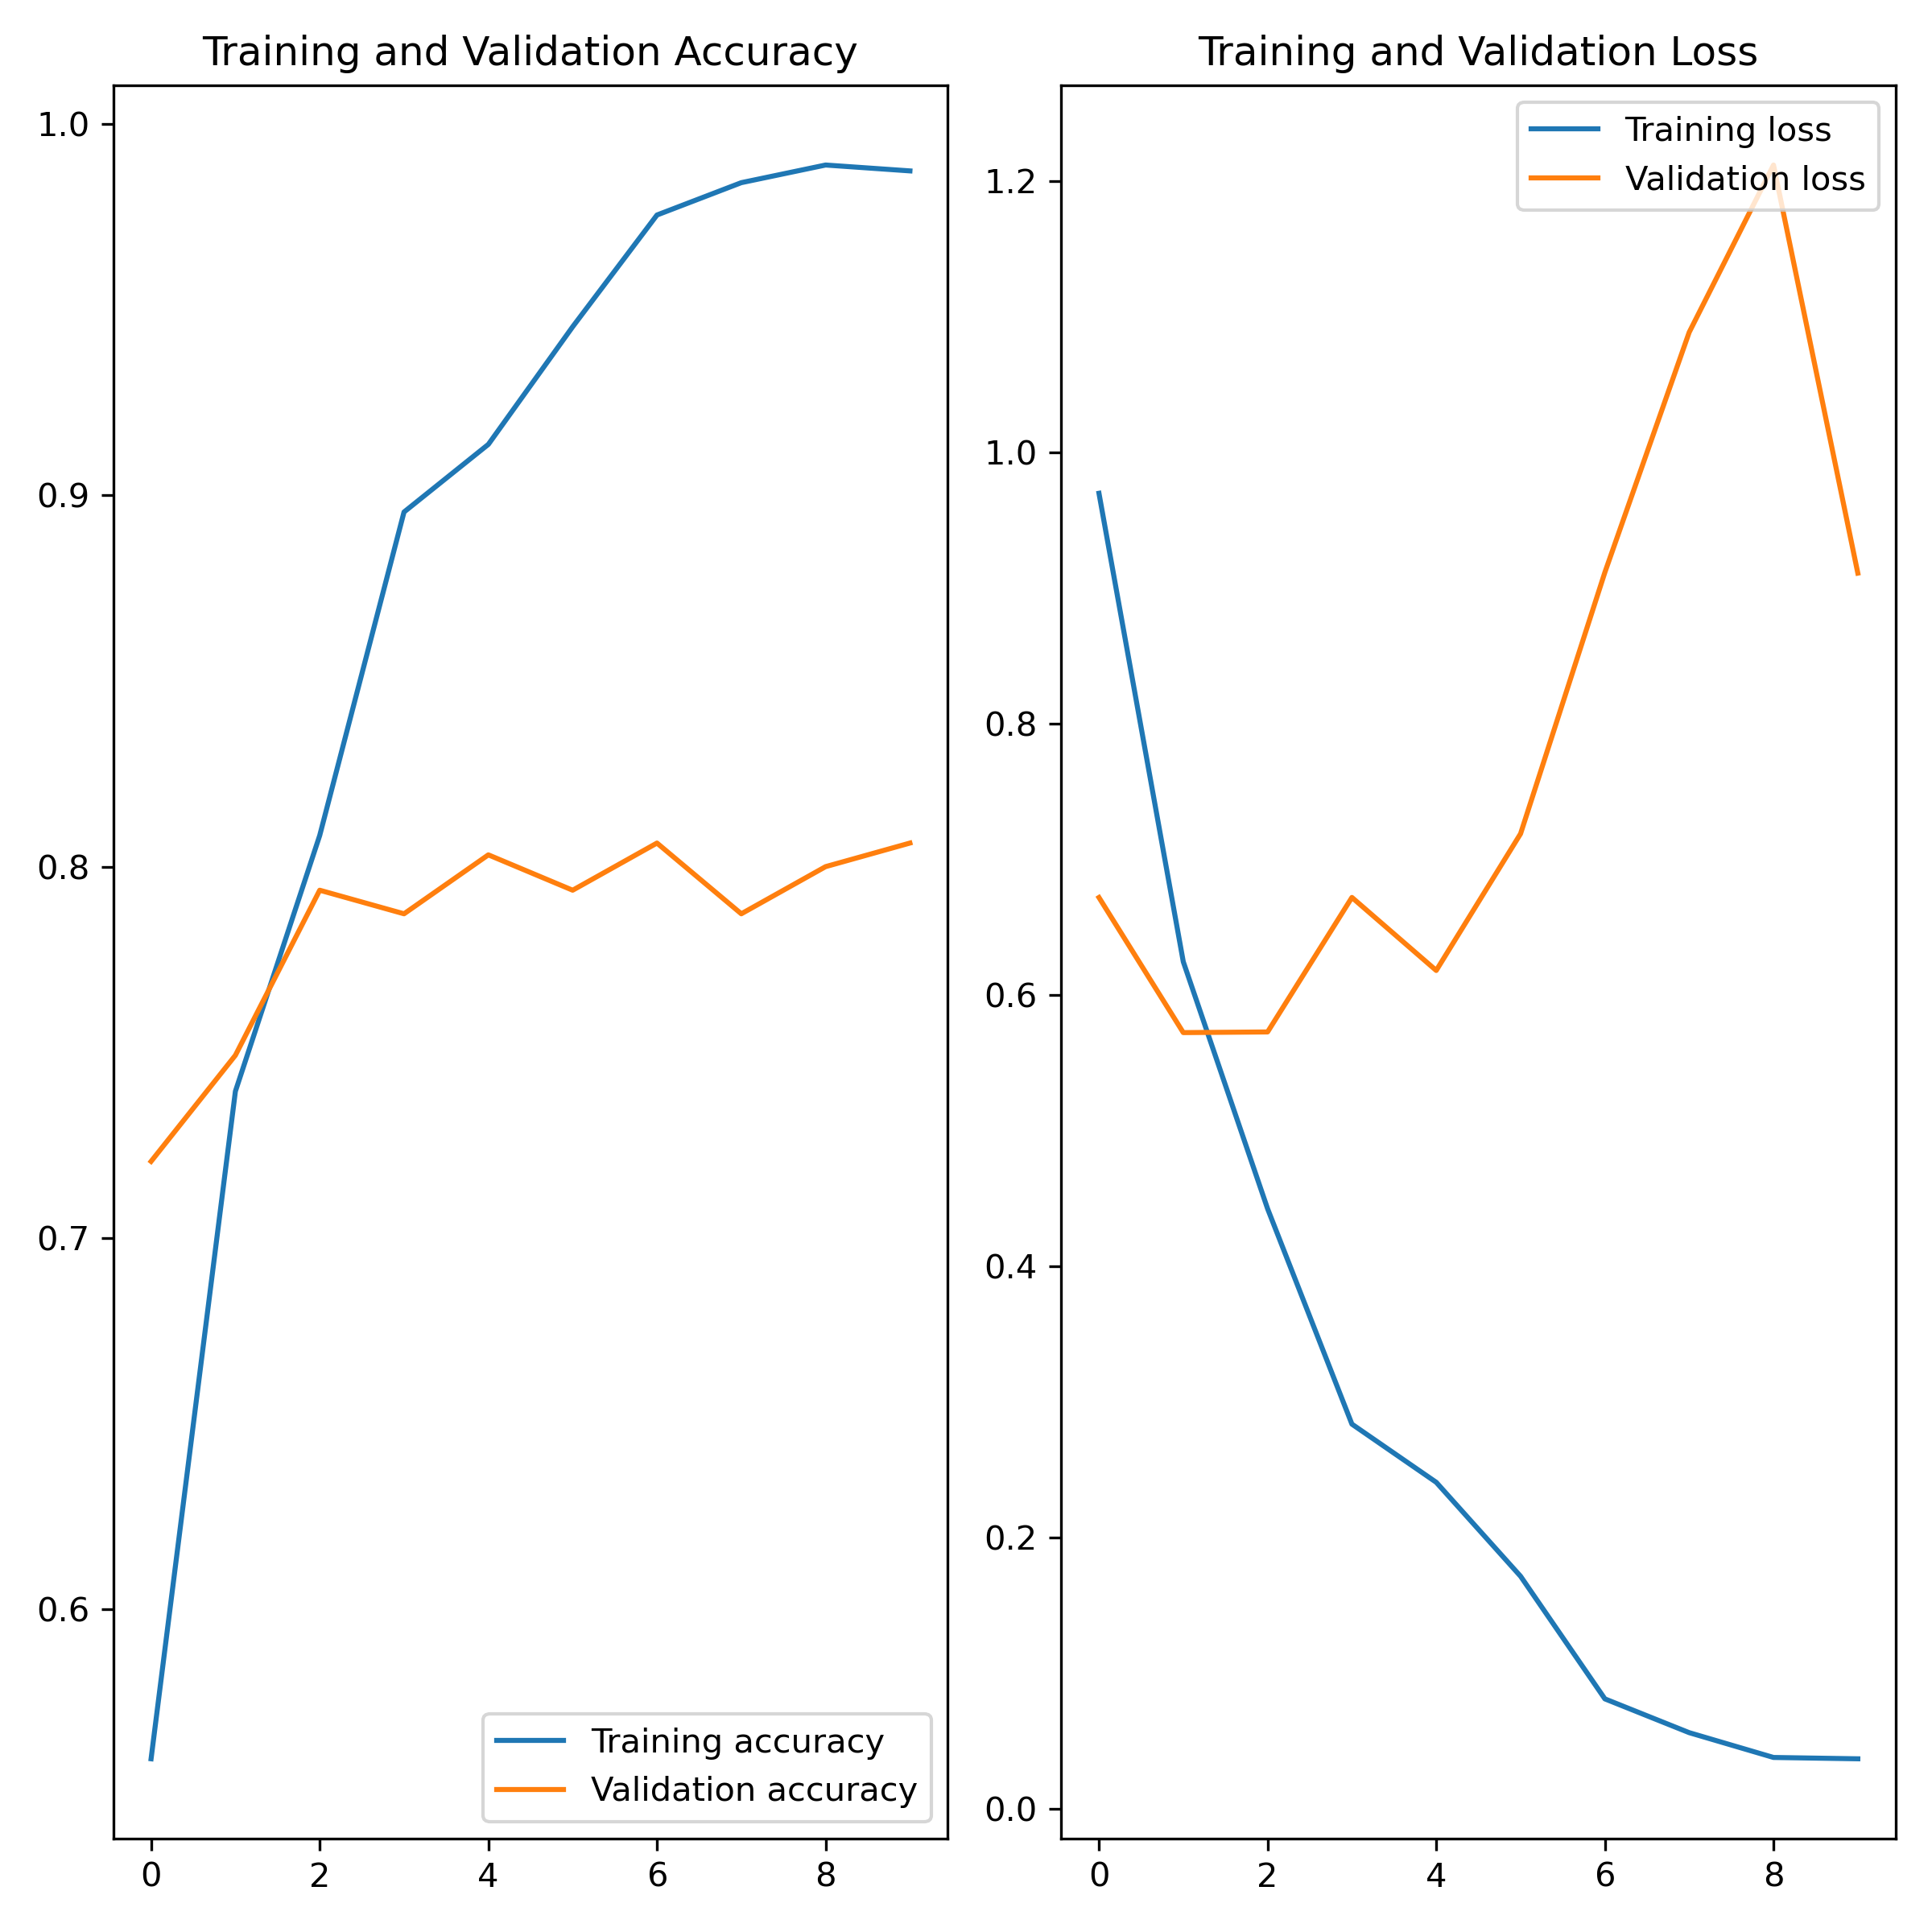 Training and Validation Accuracy
1.0
0.9
0.8
0.7
0.6
0 2 4 6 8
Training accuracy
Validation accuracy
Training and Validation Loss
Training loss
Validation loss
1.2
1.0
0.8
0.6
0.4
0.2
0.0
0 2 4 6 8